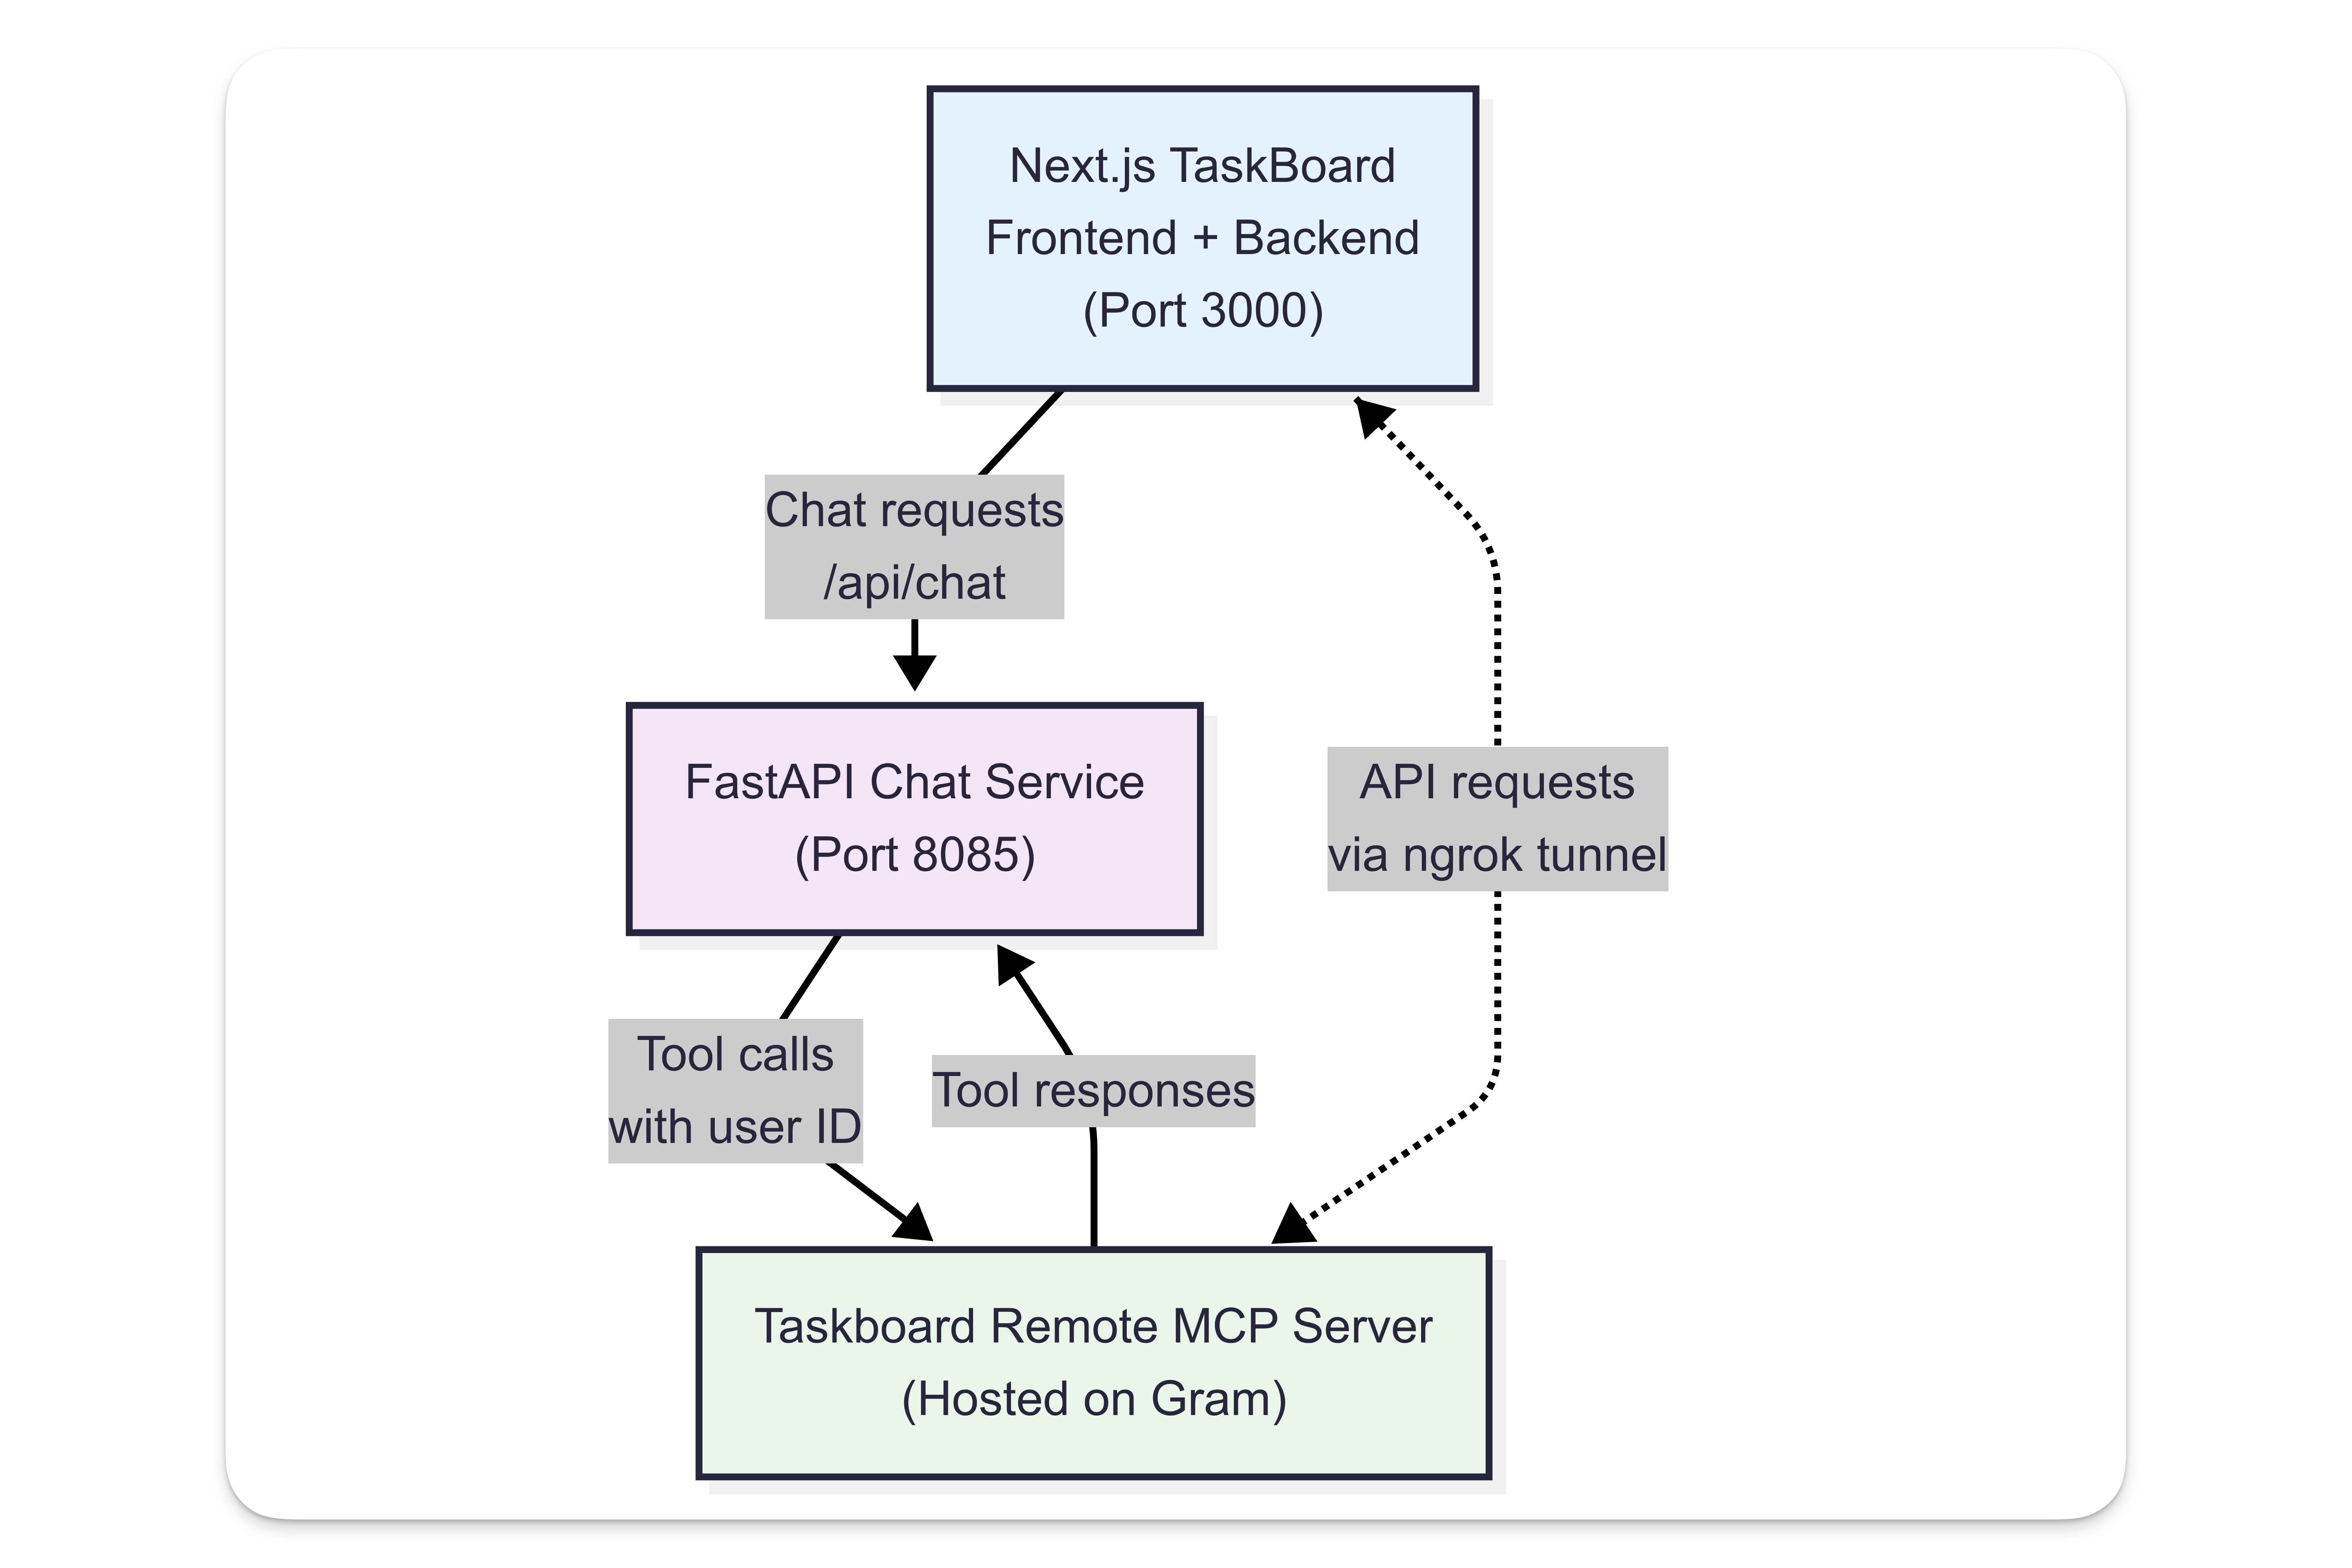 Next.js TaskBoard
Frontend + Backend
(Port 3000)
Chat requests
/api/chat
FastAPI Chat Service
(Port 8085)
API requests
via ngrok tunnel
Tool calls
with user ID
Tool responses
Taskboard Remote MCP Server
(Hosted on Gram)